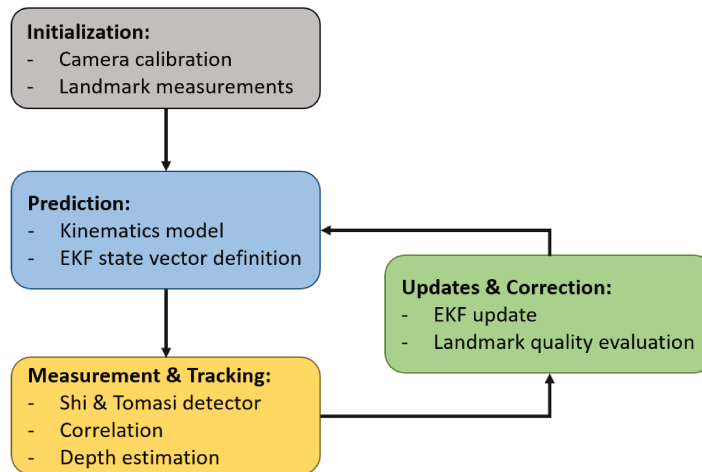 Initialization:
- Camera calibration
- Landmark measurements
Prediction:
- Kinematics model
- EKF state vector definition
Updates & Correction:
- EKF update
- Landmark quality evaluation
Measurement & Tracking:
- Shi & Tomasi detector
- Correlation
- Depth estimation